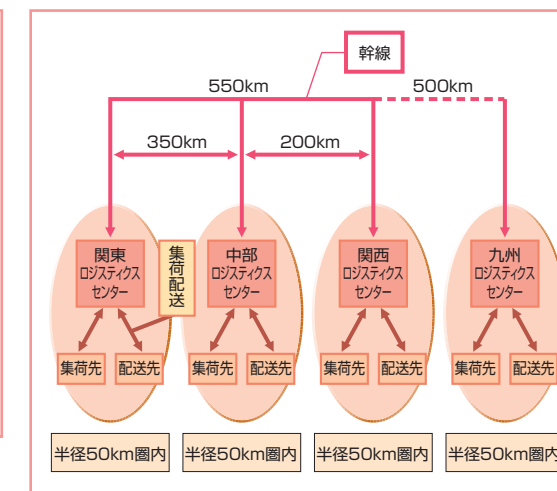 幹線
550km
500km
350km
200km
関東
ロジスティクス
センター
集荷配送
中部
ロジスティクス
センター
関西
ロジスティクス
センター
九州
ロジスティクス
センター
集荷先
配送先
集荷先
配送先
集荷先
配送先
集荷先
配送先
半径50km圏内
半径50km圏内
半径50km圏内
半径50km圏内